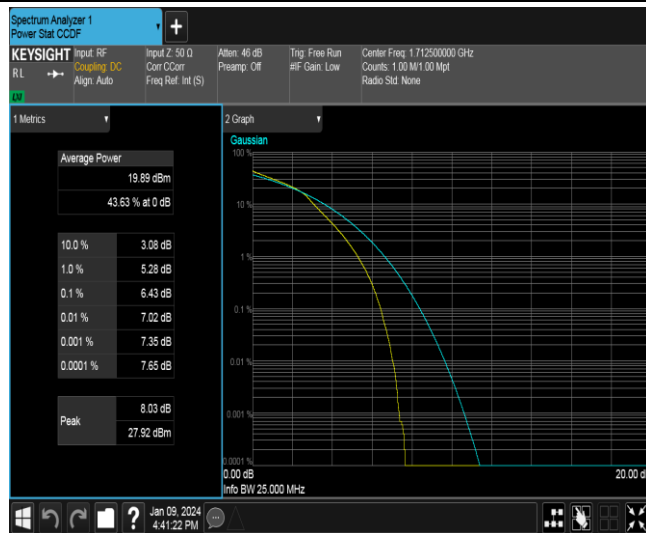 Spectrum Analyzer 1
Power Stat CCDF
+
KEYSIGHT
RL
LXI
Input: RF
Coupling: DC
Align: Auto
Input Z: 50 Ω
Corr CCorr
Freq Ref: Int (S)
Atten: 46 dB
Preamp: Off
Trig: Free Run
#IF Gain: Low
Center Freq: 1.712500000 GHz
Counts: 1.00 M/1.00 Mpt
Radio Std: None
1 Metrics
Average Power
19.89 dBm
43.63 % at 0 dB
10.0 % 3.08 dB
1.0 % 5.28 dB
0.1 % 6.43 dB
0.01 % 7.02 dB
0.001 % 7.35 dB
0.0001 % 7.65 dB
Peak
8.03 dB
27.92 dBm
2 Graph
Gaussian
100 %
10 %
1 %
0.1 %
0.01 %
0.001 %
0.0001 %
0.00 dB
20.00 d
Info BW 25.000 MHz
?
Jan 09, 2024
4:41:22 PM